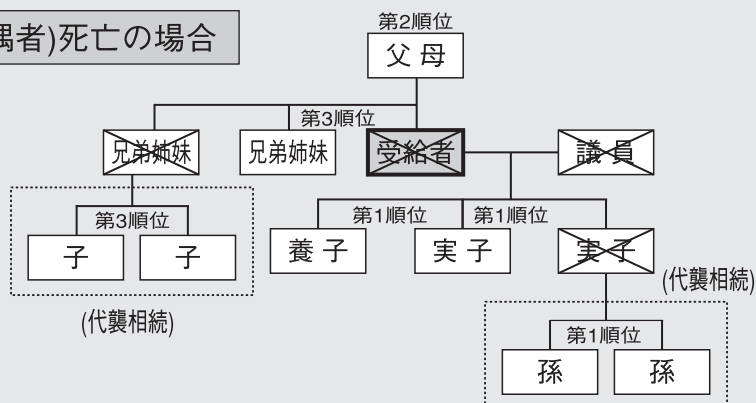 偶者)死亡の場合
第2順位
父母
第3順位
兄弟姉妹
兄弟姉妹
受給者
議員
第3順位
第1順位
第1順位
子
子
養子
実子
実子
(代襲相続)
(代襲相続)
第1順位
孫
孫